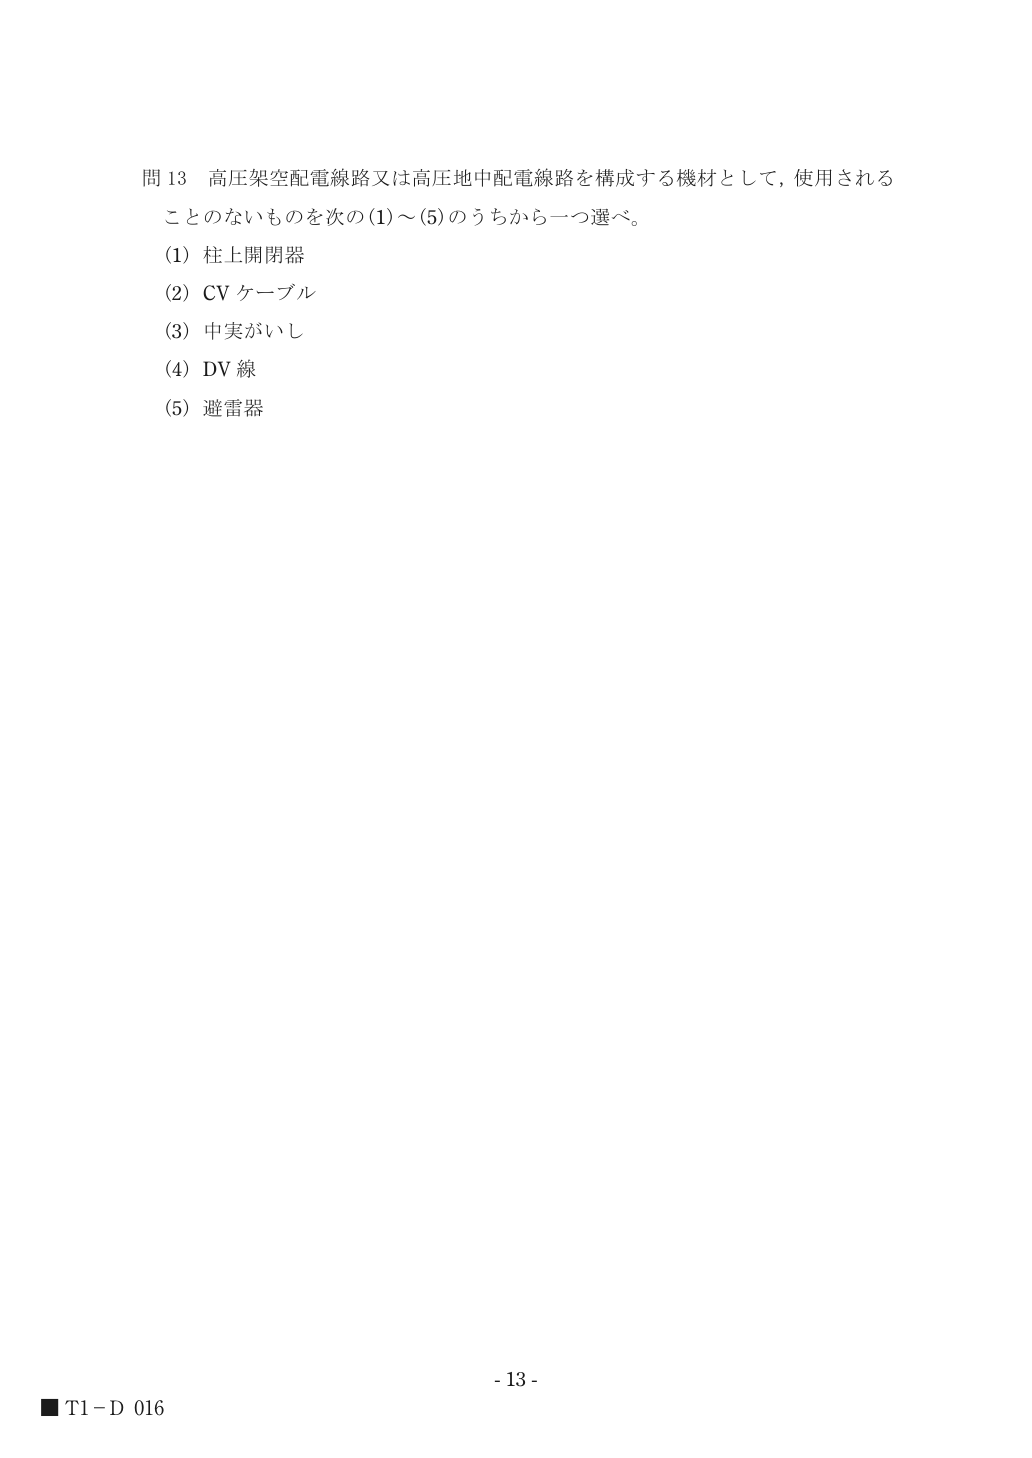 問 13　高圧架空配電線路又は高圧地中配電線路を構成する機材として, 使用される
ことのないものを次の(1)～(5)のうちから一つ選べ。
(1) 柱上開閉器
(2) CV ケーブル
(3) 中実がいし
(4) DV 線
(5) 避雷器
- 13 -
■ T1－D 016